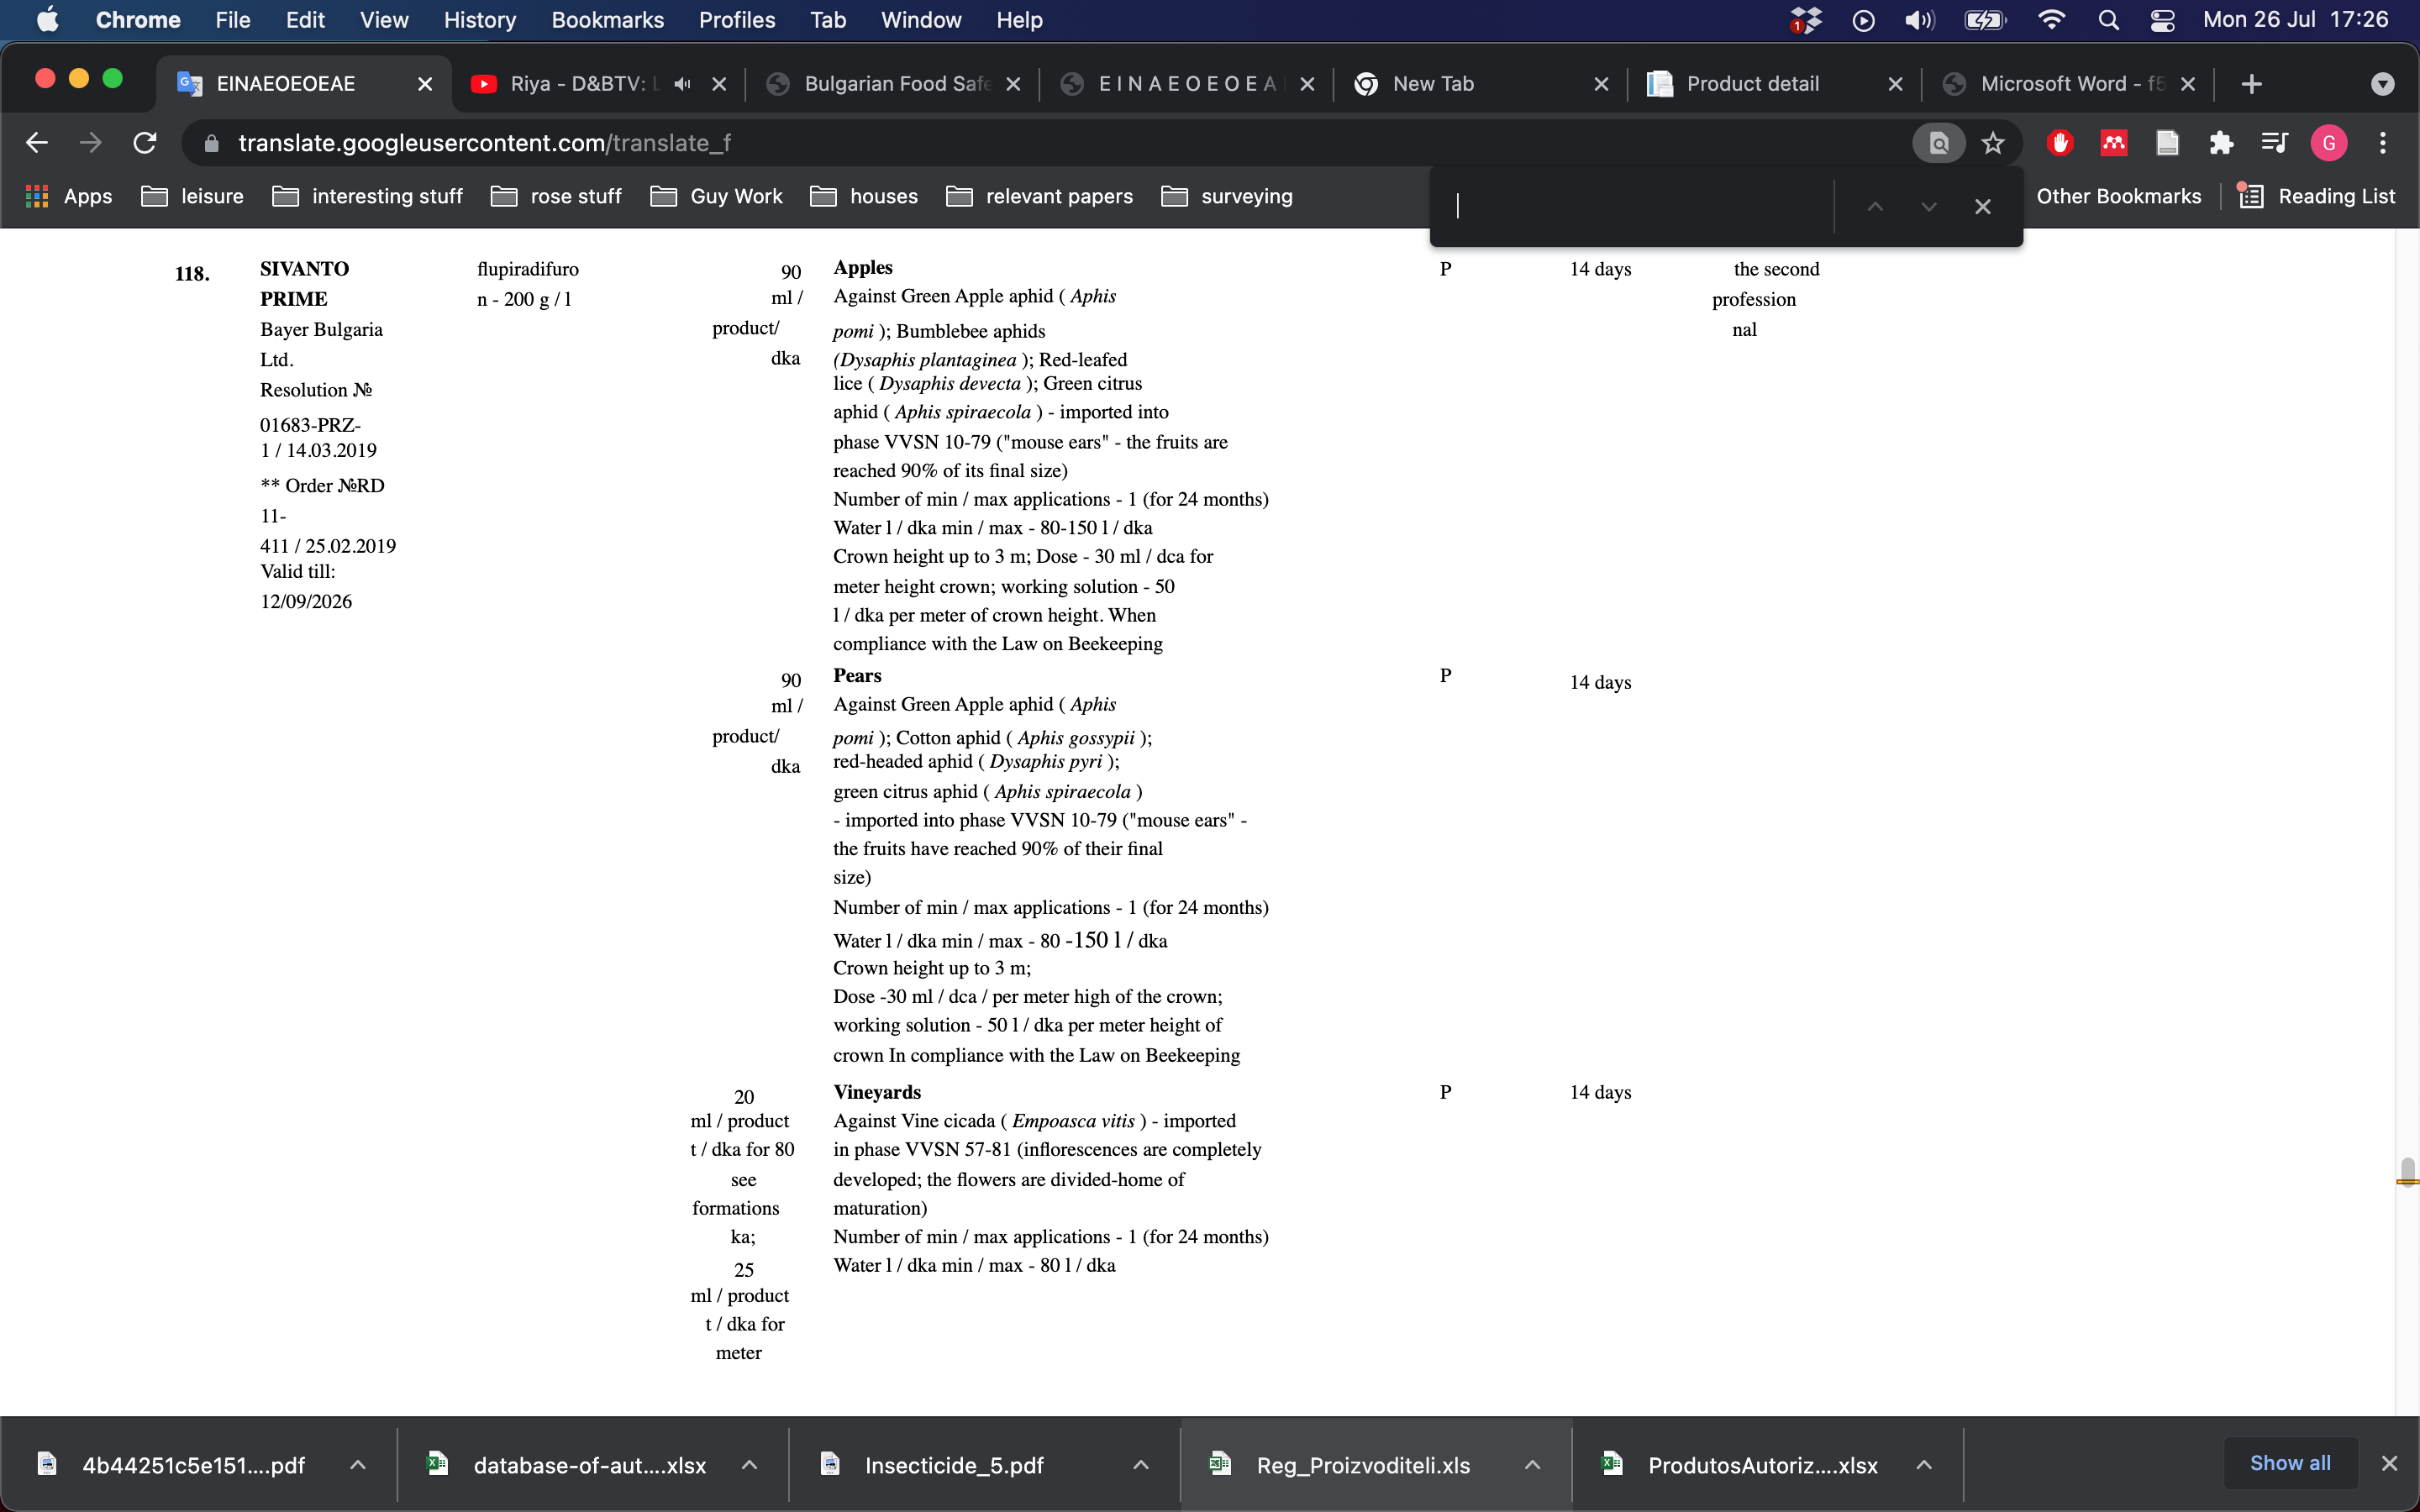 Chrome File Edit View History Bookmarks Profiles Tab Window Help 1 Mon 26 Jul 17:26
EINAEOEOEAE Riya - D&BTV: L Bulgarian Food Safe E I N A E O E O E A New Tab Product detail Microsoft Word - f5
translate.googleusercontent.com/translate_f G
Apps leisure interesting stuff rose stuff Guy Work houses relevant papers surveying Other Bookmarks Reading List
118.
SIVANTO
PRIME
Bayer Bulgaria
Ltd.
Resolution №
01683-PRZ-
1 / 14.03.2019
** Order №RD
11-
411 / 25.02.2019
Valid till:
12/09/2026
flupiradifuro
n - 200 g / l
90
ml /
product/
dka
Apples
Against Green Apple aphid ( Aphis
pomi ); Bumblebee aphids
(Dysaphis plantaginea ); Red-leafed
lice ( Dysaphis devecta ); Green citrus
aphid ( Aphis spiraecola ) - imported into
phase VVSN 10-79 ("mouse ears" - the fruits are
reached 90% of its final size)
Number of min / max applications - 1 (for 24 months)
Water l / dka min / max - 80-150 l / dka
Crown height up to 3 m; Dose - 30 ml / dca for
meter height crown; working solution - 50
l / dka per meter of crown height. When
compliance with the Law on Beekeeping
P
14 days
the second
profession
nal
90
ml /
product/
dka
Pears
Against Green Apple aphid ( Aphis
pomi ); Cotton aphid ( Aphis gossypii );
red-headed aphid ( Dysaphis pyri );
green citrus aphid ( Aphis spiraecola )
- imported into phase VVSN 10-79 ("mouse ears" -
the fruits have reached 90% of their final
size)
Number of min / max applications - 1 (for 24 months)
Water l / dka min / max - 80 -150 l / dka
Crown height up to 3 m;
Dose -30 ml / dca / per meter high of the crown;
working solution - 50 l / dka per meter height of
crown In compliance with the Law on Beekeeping
P
14 days
20
ml / product
t / dka for 80
see
formations
ka;
25
ml / product
t / dka for
meter
Vineyards
Against Vine cicada ( Empoasca vitis ) - imported
in phase VVSN 57-81 (inflorescences are completely
developed; the flowers are divided-home of
maturation)
Number of min / max applications - 1 (for 24 months)
Water l / dka min / max - 80 l / dka
P
14 days
4b44251c5e151....pdf database-of-aut....xlsx Insecticide_5.pdf Reg_Proizvoditeli.xls ProdutosAutoriz....xlsx Show all